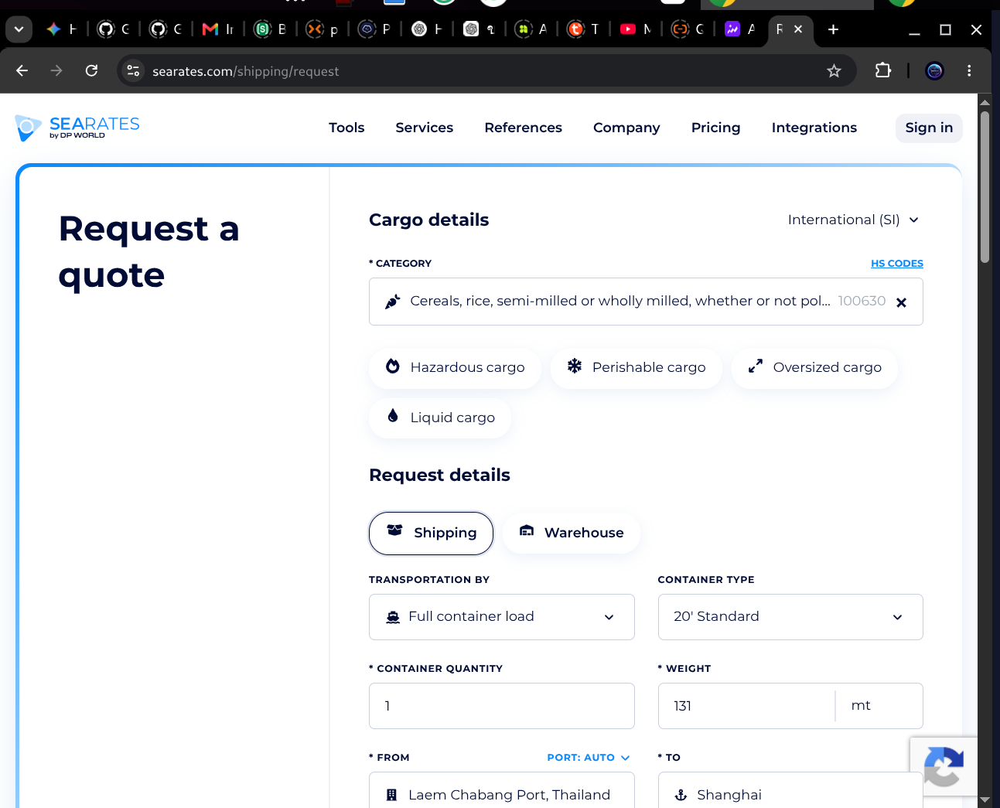 searates.com/shipping/request
SEARATES
by DP WORLD
Tools
Services
References
Company
Pricing
Integrations
Sign in
Request a
quote
Cargo details
International (SI)
* CATEGORY
HS CODES
Cereals, rice, semi-milled or wholly milled, whether or not pol... 100630
Hazardous cargo
Perishable cargo
Oversized cargo
Liquid cargo
Request details
Shipping
Warehouse
TRANSPORTATION BY
CONTAINER TYPE
Full container load
20' Standard
* CONTAINER QUANTITY
* WEIGHT
1
131
mt
* FROM
PORT: AUTO
* TO
Laem Chabang Port, Thailand
Shanghai